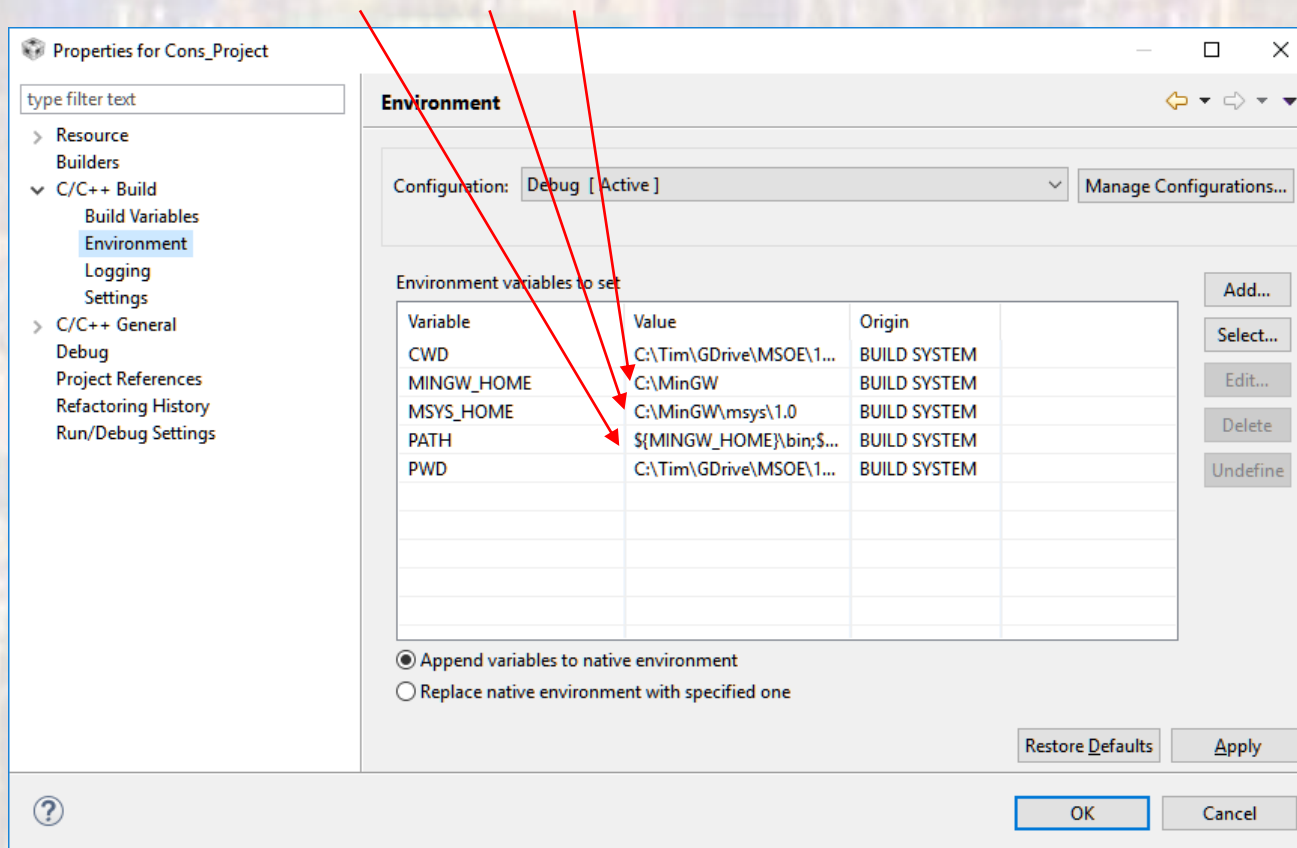 Properties for Cons_Project
type filter text
Environment
Resource
Builders
C/C++ Build
Build Variables
Environment
Logging
Settings
C/C++ General
Debug
Project References
Refactoring History
Run/Debug Settings
Configuration: Debug [ Active ] Manage Configurations...
Environment variables to set
Variable Value Origin
CWD C:\Tim\GDrive\MSOE\1... BUILD SYSTEM
MINGW_HOME C:\MinGW BUILD SYSTEM
MSYS_HOME C:\MinGW\msys\1.0 BUILD SYSTEM
PATH ${MINGW_HOME}\bin;$... BUILD SYSTEM
PWD C:\Tim\GDrive\MSOE\1... BUILD SYSTEM
Add...
Select...
Edit...
Delete
Undefine
Append variables to native environment
Replace native environment with specified one
Restore Defaults Apply
OK Cancel